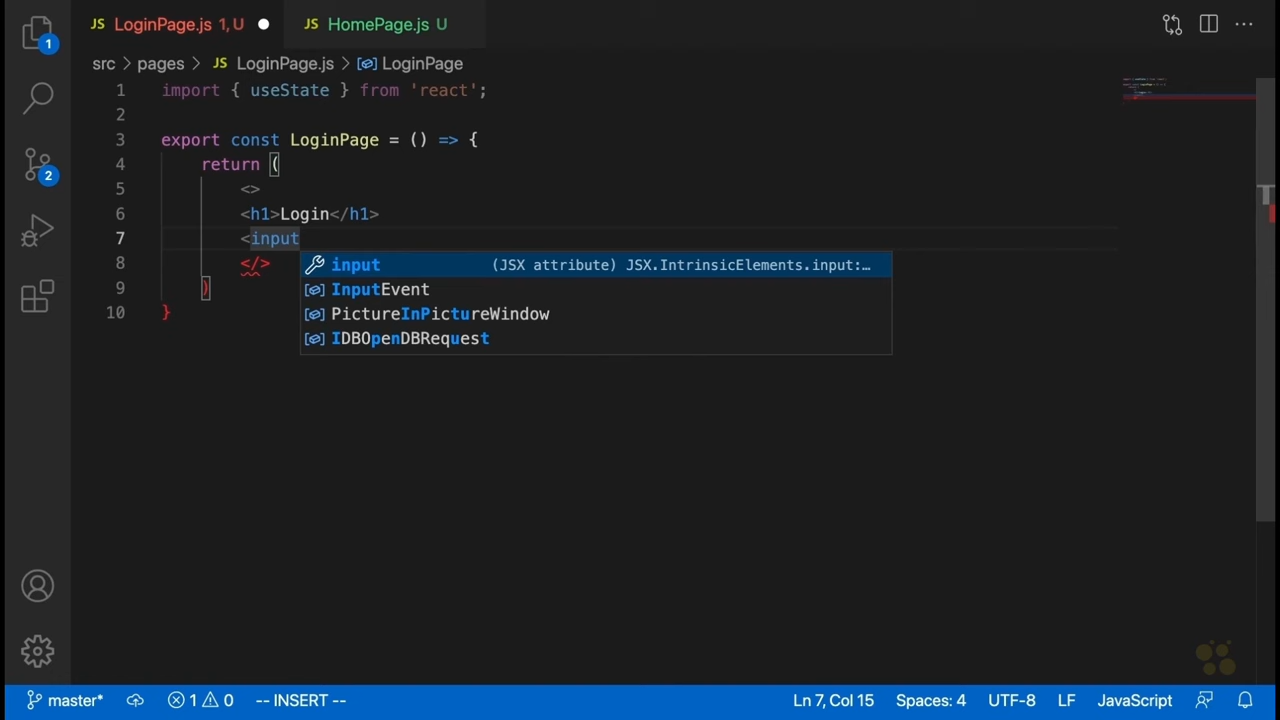 1 JS LoginPage.js 1, U JS HomePage.js U
src > pages > JS LoginPage.js > LoginPage
1 import { useState } from 'react';
2
3 export const LoginPage = () => {
4 return (
5 <>
6 <h1>Login</h1>
7 <input
8 </>
9 )
10 }
input (JSX attribute) JSX.IntrinsicElements.input:…
InputEvent
PictureInPictureWindow
IDBOpenDBRequest
2
master* 1 0 -- INSERT -- Ln 7, Col 15 Spaces: 4 UTF-8 LF JavaScript